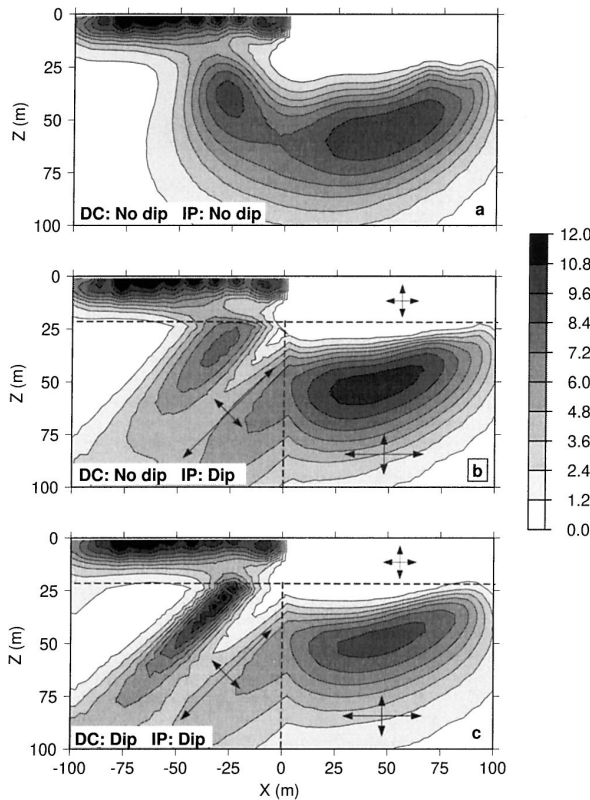 0
25
50
75
100
Z (m)
DC: No dip IP: No dip
a
0
25
50
75
100
Z (m)
DC: No dip IP: Dip
b
0
25
50
75
100
Z (m)
DC: Dip IP: Dip
c
-100 -75 -50 -25 0 25 50 75 100
X (m)
12.0
10.8
9.6
8.4
7.2
6.0
4.8
3.6
2.4
1.2
0.0